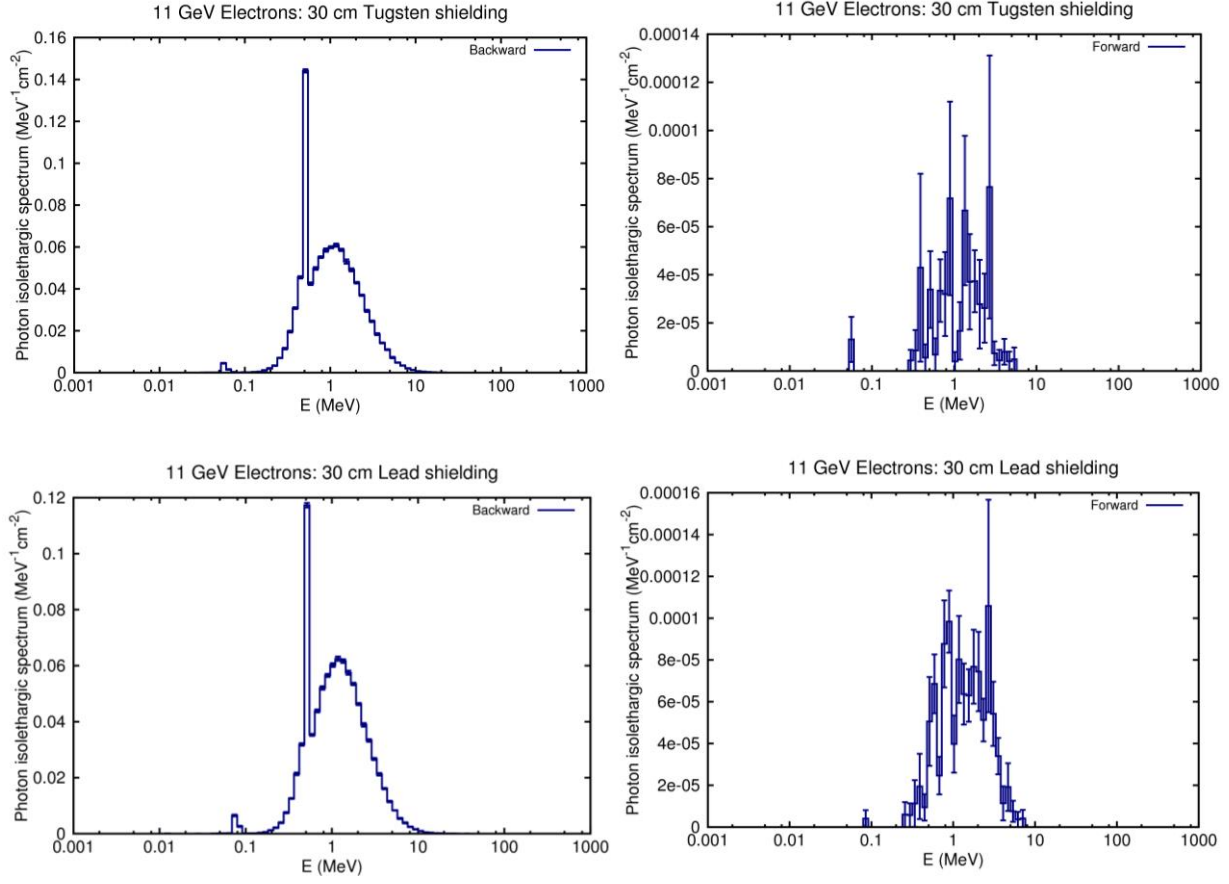 11 GeV Electrons: 30 cm Tugsten shielding
Photon isolethargic spectrum (MeV⁻¹cm⁻²)
0.16
0.14
0.12
0.1
0.08
0.06
0.04
0.02
0
Backward
0.001 0.01 0.1 1 10 100 1000
E (MeV)
11 GeV Electrons: 30 cm Tugsten shielding
Photon isolethargic spectrum (MeV⁻¹cm⁻²)
0.00014
0.00012
0.0001
8e-05
6e-05
4e-05
2e-05
0
Forward
0.001 0.01 0.1 1 10 100 1000
E (MeV)
11 GeV Electrons: 30 cm Lead shielding
Photon isolethargic spectrum (MeV⁻¹cm⁻²)
0.12
0.1
0.08
0.06
0.04
0.02
0
Backward
0.001 0.01 0.1 1 10 100 1000
E (MeV)
11 GeV Electrons: 30 cm Lead shielding
Photon isolethargic spectrum (MeV⁻¹cm⁻²)
0.00016
0.00014
0.00012
0.0001
8e-05
6e-05
4e-05
2e-05
0
Forward
0.001 0.01 0.1 1 10 100 1000
E (MeV)